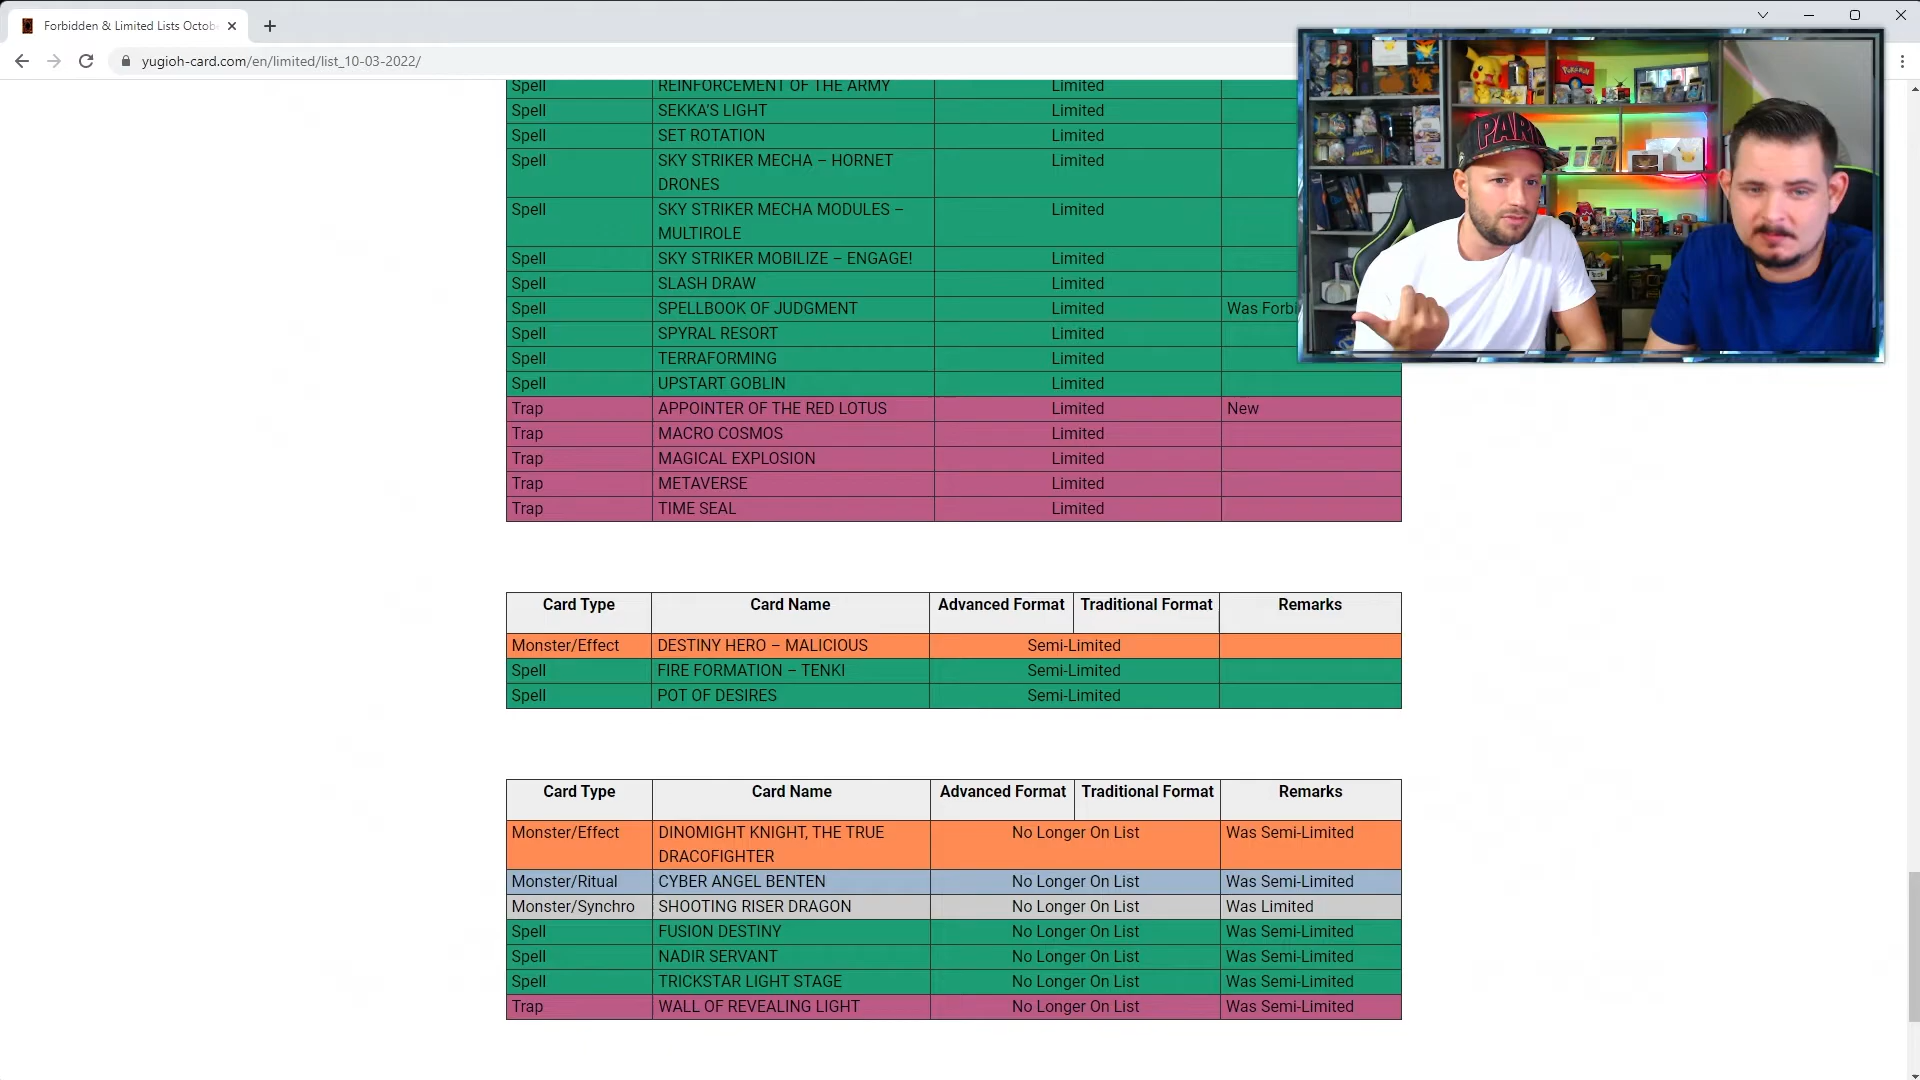 Forbidden & Limited Lists Octob
yugioh-card.com/en/limited/list_10-03-2022/
Spell REINFORCEMENT OF THE ARMY Limited
Spell SEKKA'S LIGHT Limited
Spell SET ROTATION Limited
Spell SKY STRIKER MECHA – HORNET Limited
DRONES
Spell SKY STRIKER MECHA MODULES – Limited
MULTIROLE
Spell SKY STRIKER MOBILIZE – ENGAGE! Limited
Spell SLASH DRAW Limited
Spell SPELLBOOK OF JUDGMENT Limited Was Forbi
Spell SPYRAL RESORT Limited
Spell TERRAFORMING Limited
Spell UPSTART GOBLIN Limited
Trap APPOINTER OF THE RED LOTUS Limited New
Trap MACRO COSMOS Limited
Trap MAGICAL EXPLOSION Limited
Trap METAVERSE Limited
Trap TIME SEAL Limited
Card Type Card Name Advanced Format Traditional Format Remarks
Monster/Effect DESTINY HERO – MALICIOUS Semi-Limited
Spell FIRE FORMATION – TENKI Semi-Limited
Spell POT OF DESIRES Semi-Limited
Card Type Card Name Advanced Format Traditional Format Remarks
Monster/Effect DINOMIGHT KNIGHT, THE TRUE No Longer On List Was Semi-Limited
DRACOFIGHTER
Monster/Ritual CYBER ANGEL BENTEN No Longer On List Was Semi-Limited
Monster/Synchro SHOOTING RISER DRAGON No Longer On List Was Limited
Spell FUSION DESTINY No Longer On List Was Semi-Limited
Spell NADIR SERVANT No Longer On List Was Semi-Limited
Spell TRICKSTAR LIGHT STAGE No Longer On List Was Semi-Limited
Trap WALL OF REVEALING LIGHT No Longer On List Was Semi-Limited